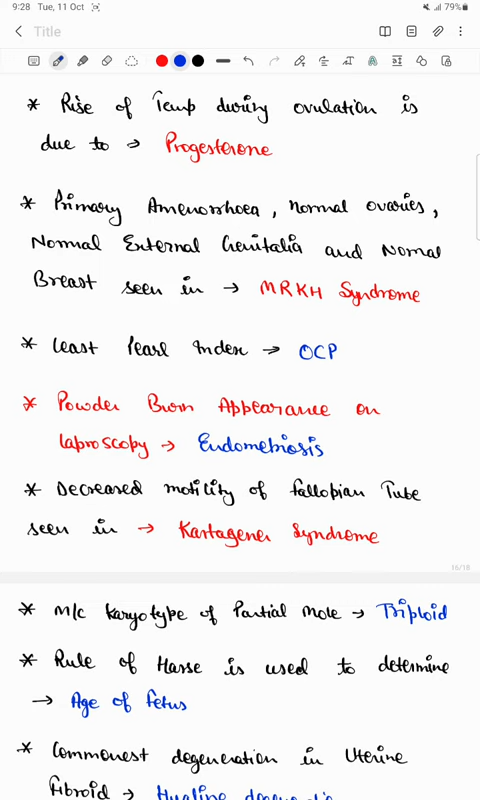 9:28 Tue, 11 Oct
79%
Title
* Rise of Temp during ovulation is
due to → Progesterone
* Primary Amenorrhoea, normal ovaries,
Normal External Genitalia and Normal
Breast seen in → MRKH Syndrome
* Least Pearl Index → OCP
* Powder Burn Appearance on
laproscopy → Endometriosis
* Decreased motility of fallopian Tube
seen in → Kartagener Syndrome
16/18
* M/c Karyotype of Partial Mole → Triploid
* Rule of Hasse is used to determine
→ Age of fetus
* Commonest degeneration in Uterine
fibroid → Hyaline